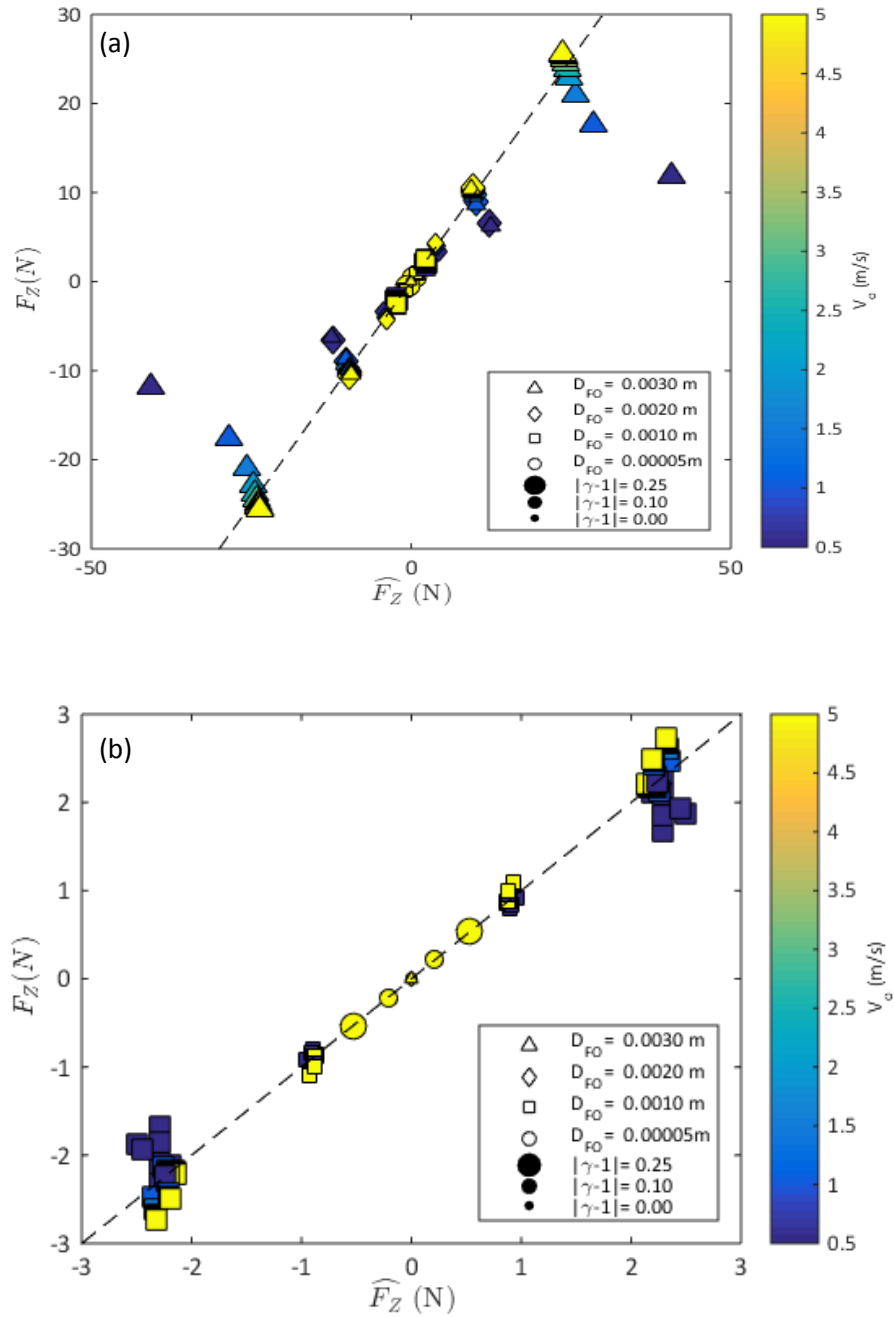 (a)
30
20
10
0
-10
-20
-30
F_Z(N)
-50
0
50
\widehat{F_Z} (N)
△ D_FO= 0.0030 m
◇ D_FO= 0.0020 m
□ D_FO= 0.0010 m
○ D_FO= 0.00005m
● |γ-1|= 0.25
● |γ-1|= 0.10
● |γ-1|= 0.00
5
4.5
4
3.5
3
2.5
2
1.5
1
0.5
V_a (m/s)
(b)
3
2
1
0
-1
-2
-3
F_Z(N)
-3
-2
-1
0
1
2
3
\widehat{F_Z} (N)
△ D_FO= 0.0030 m
◇ D_FO= 0.0020 m
□ D_FO= 0.0010 m
○ D_FO= 0.00005m
● |γ-1|= 0.25
● |γ-1|= 0.10
● |γ-1|= 0.00
5
4.5
4
3.5
3
2.5
2
1.5
1
0.5
V_a (m/s)